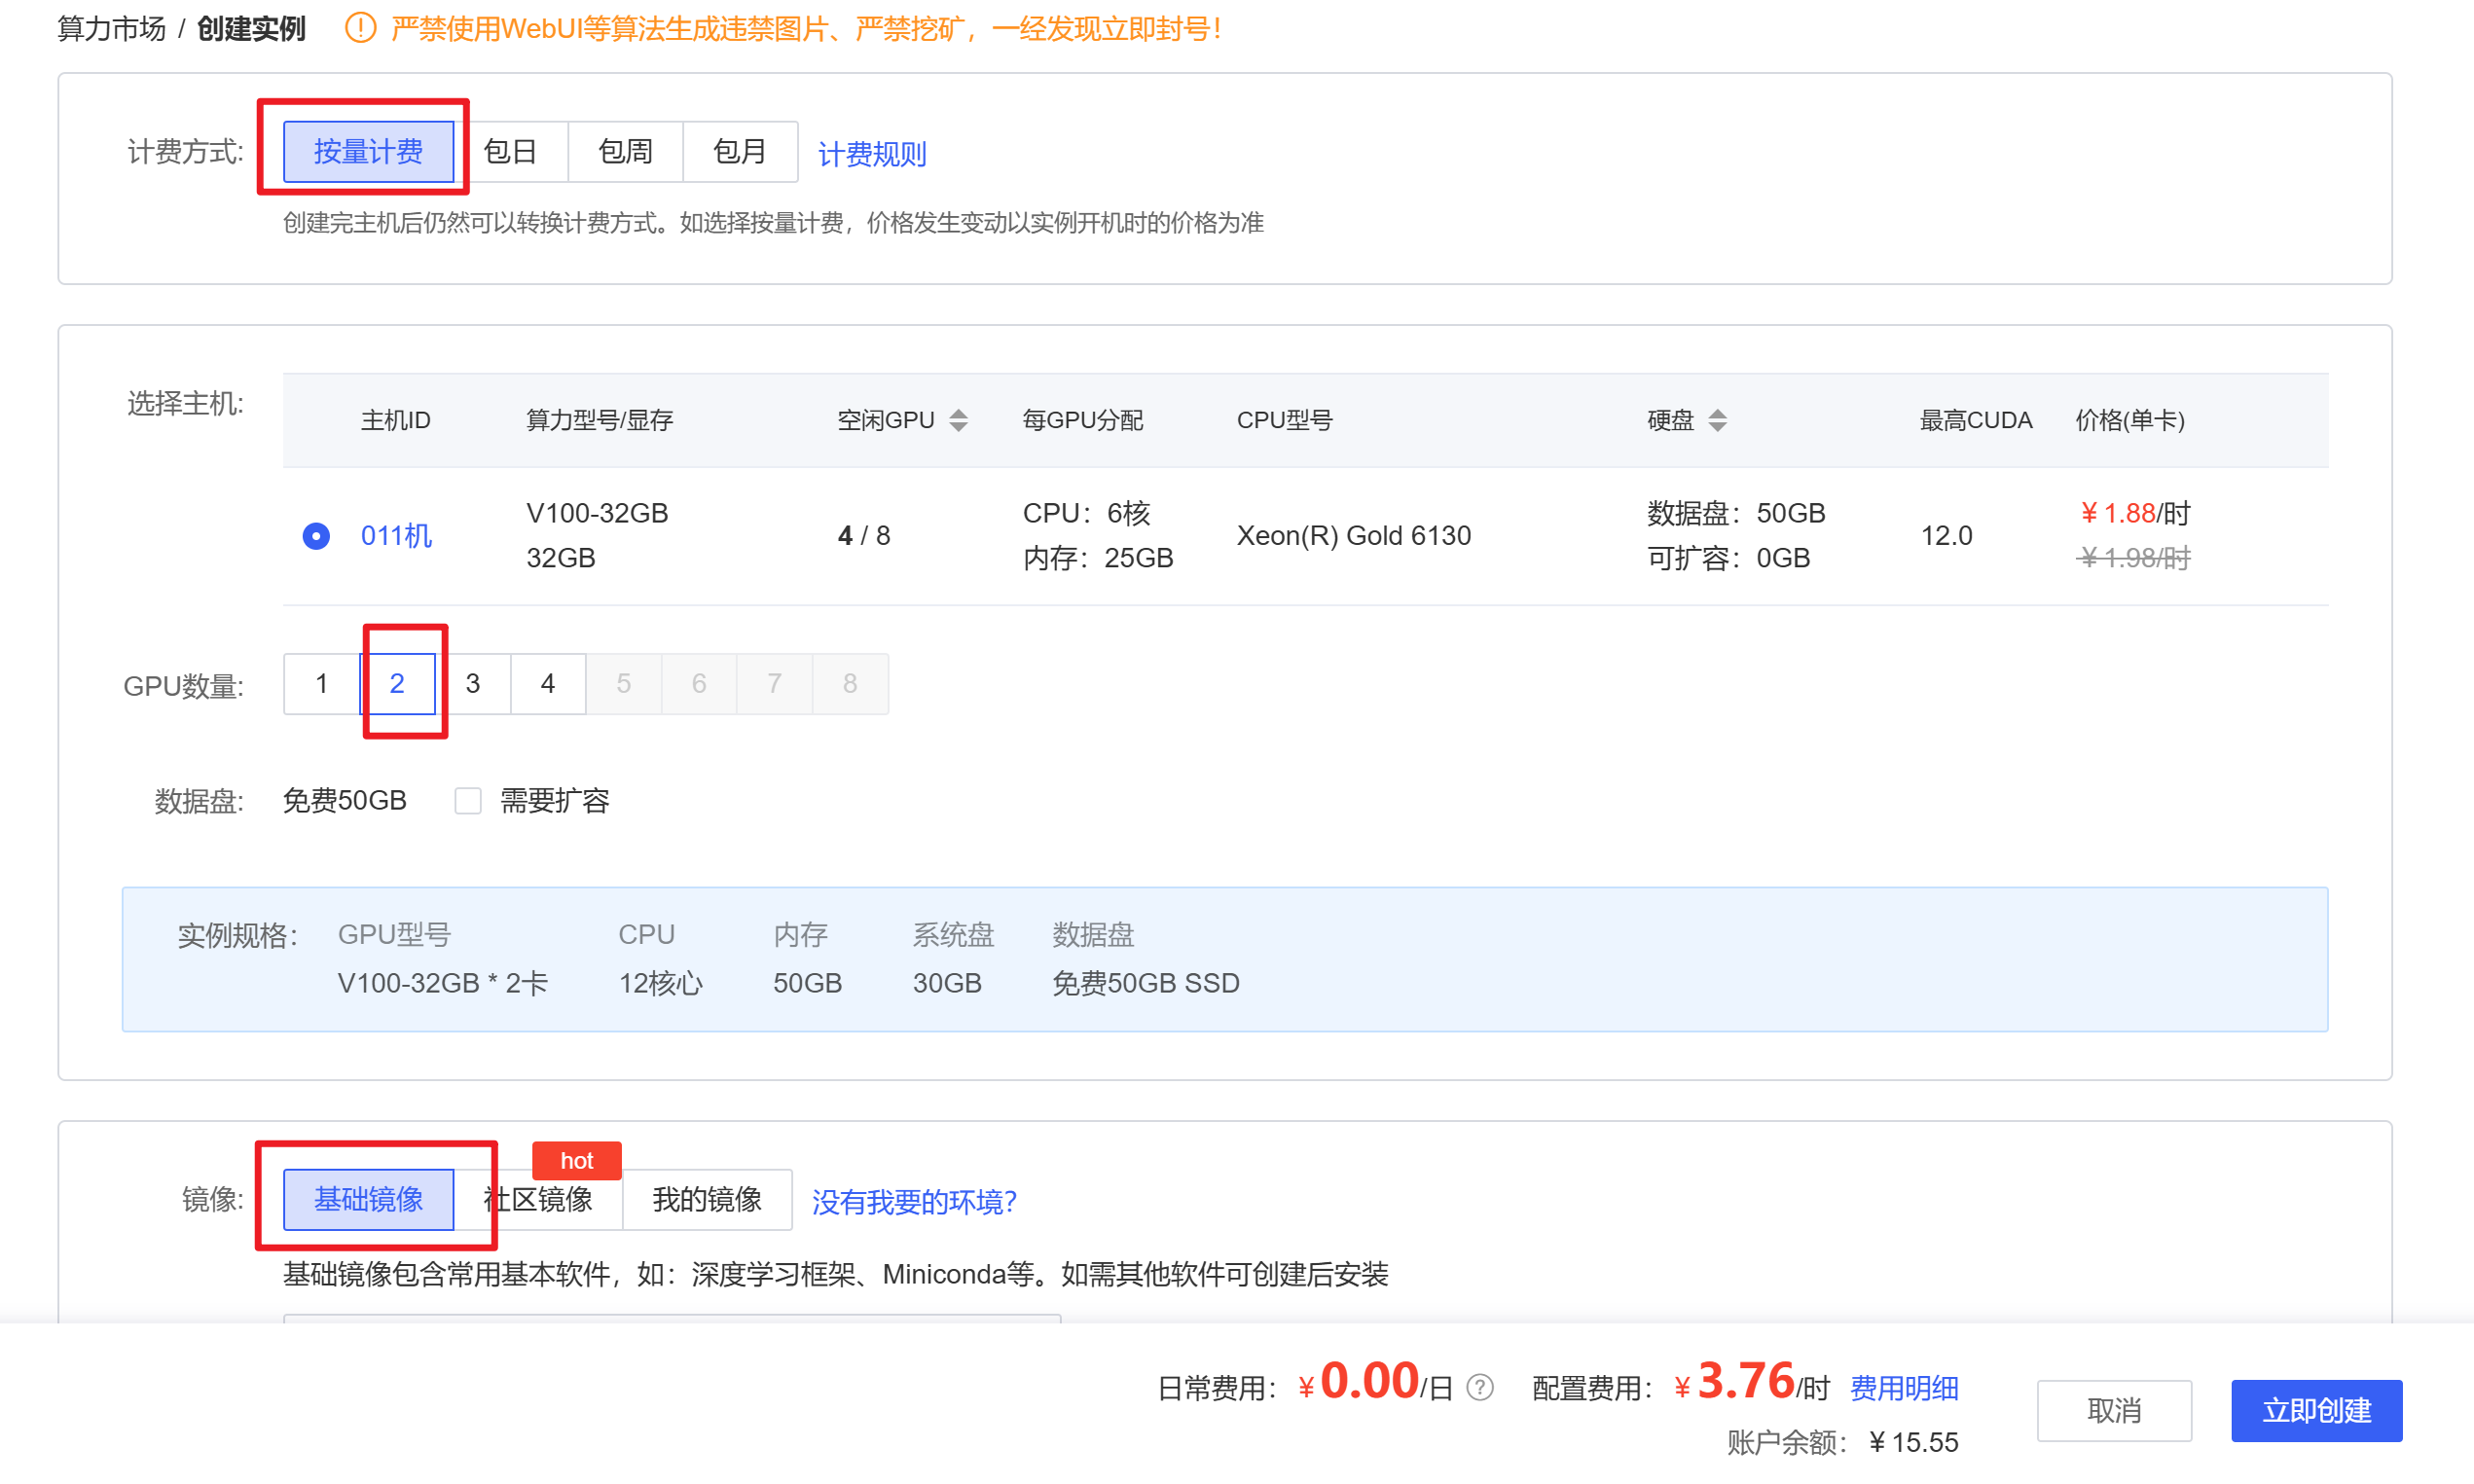 算力市场 / 创建实例 严禁使用WebUI等算法生成违禁图片、严禁挖矿，一经发现立即封号！
计费方式: 按量计费 包日 包周 包月 计费规则
创建完主机后仍然可以转换计费方式。如选择按量计费，价格发生变动以实例开机时的价格为准
选择主机: 主机ID 算力型号/显存 空闲GPU 每GPU分配 CPU型号 硬盘 最高CUDA 价格(单卡)
011机 V100-32GB 4 / 8 CPU：6核 Xeon(R) Gold 6130 数据盘：50GB 12.0 ¥1.88/时
32GB 内存：25GB 可扩容：0GB ¥1.98/时
GPU数量: 1 2 3 4 5 6 7 8
数据盘: 免费50GB 需要扩容
实例规格： GPU型号 CPU 内存 系统盘 数据盘
V100-32GB * 2卡 12核心 50GB 30GB 免费50GB SSD
hot
镜像: 基础镜像 社区镜像 我的镜像 没有我要的环境？
基础镜像包含常用基本软件，如：深度学习框架、Miniconda等。如需其他软件可创建后安装
日常费用： ¥0.00/日 ? 配置费用： ¥3.76/时 费用明细 取消 立即创建
账户余额： ¥15.55